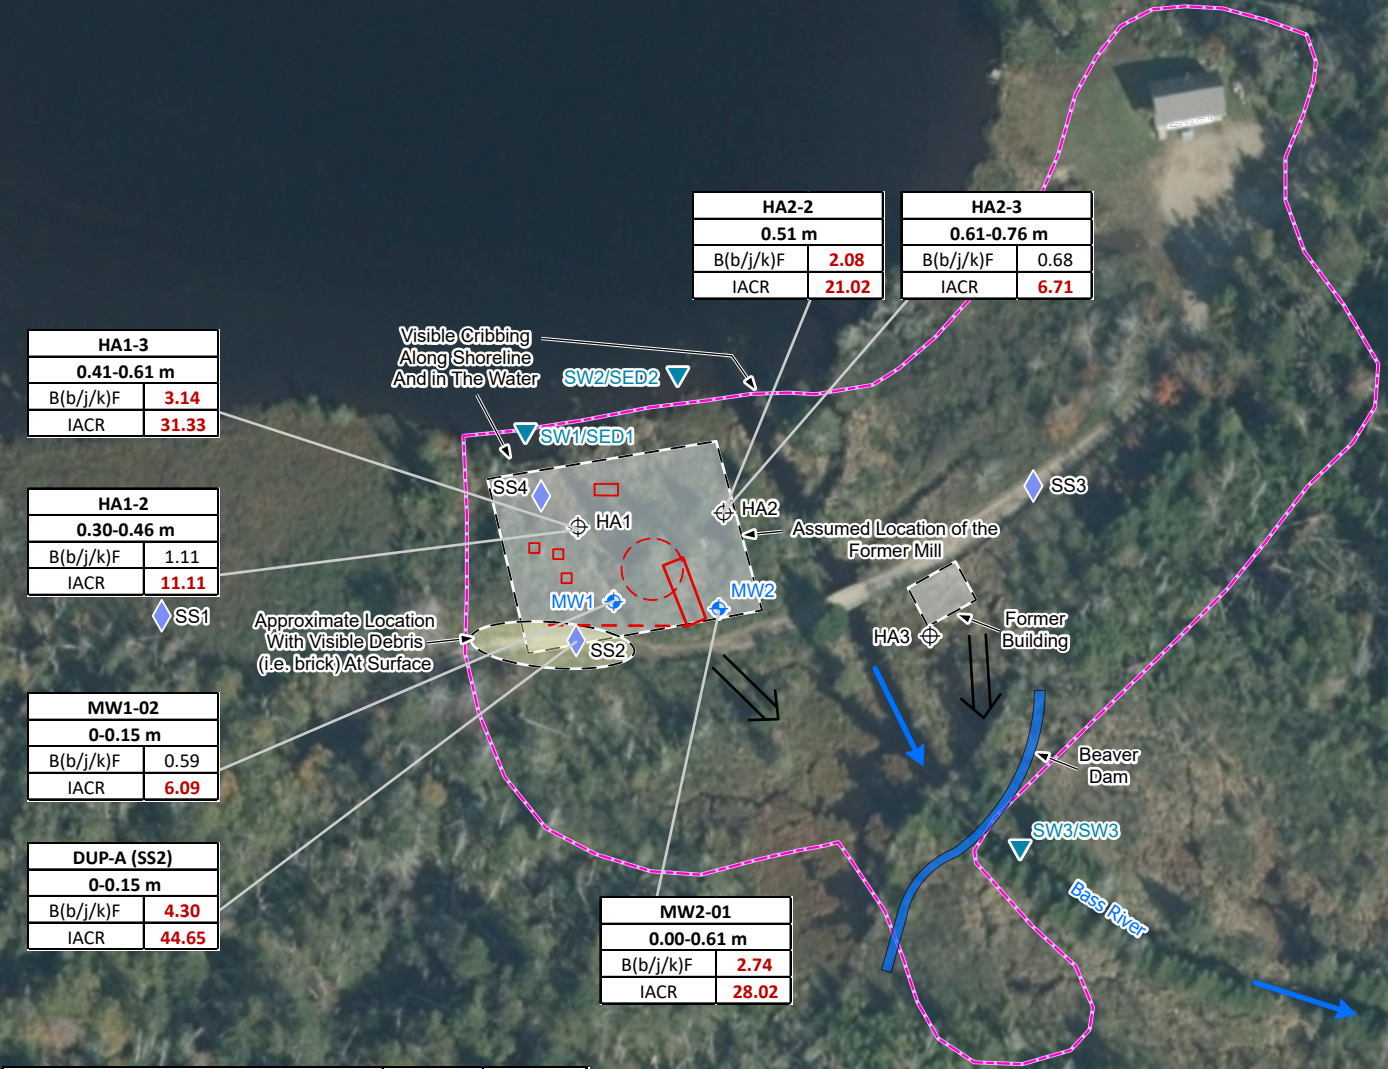 HA2-2
0.51 m
B(b/j/k)F 2.08
IACR 21.02
HA2-3
0.61-0.76 m
B(b/j/k)F 0.68
IACR 6.71
HA1-3
0.41-0.61 m
B(b/j/k)F 3.14
IACR 31.33
Visible Cribbing
Along Shoreline
And in The Water
SW2/SED2
SW1/SED1
HA1-2
0.30-0.46 m
B(b/j/k)F 1.11
IACR 11.11
SS4
HA1
HA2
SS3
Assumed Location of the
Former Mill
SS1
MW1
MW2
Approximate Location
With Visible Debris
(i.e. brick) At Surface
SS2
HA3
Former
Building
MW1-02
0-0.15 m
B(b/j/k)F 0.59
IACR 6.09
Beaver
Dam
SW3/SW3
DUP-A (SS2)
0-0.15 m
B(b/j/k)F 4.30
IACR 44.65
MW2-01
0.00-0.61 m
B(b/j/k)F 2.74
IACR 28.02
Bass River